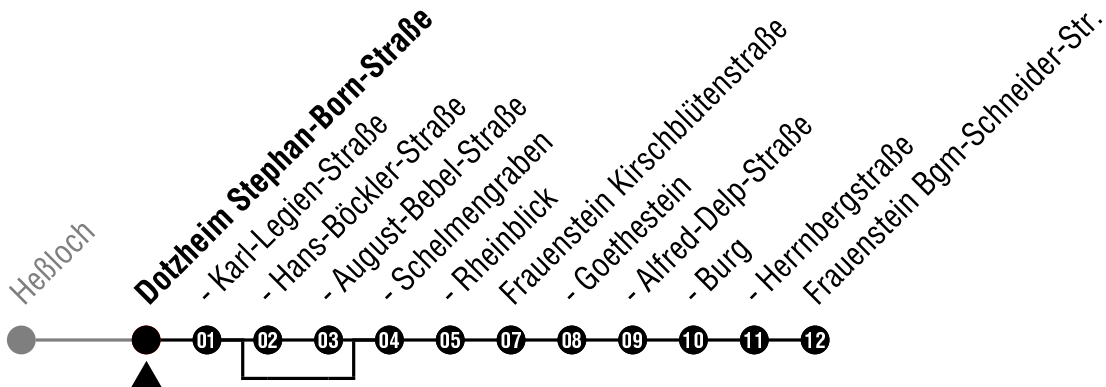 Heßloch
Dotzheim Stephan-Born-Straße
- Karl-Legien-Straße
- Hans-Böckler-Straße
- August-Bebel-Straße
- Schelmengraben
- Rheinblick
Frauenstein Kirschblütenstraße
- Goethestein
- Alfred-Delp-Straße
- Burg
- Herrnbergstraße
Frauenstein Bgm-Schneider-Str.
01 02 03 04 05 07 08 09 10 11 12